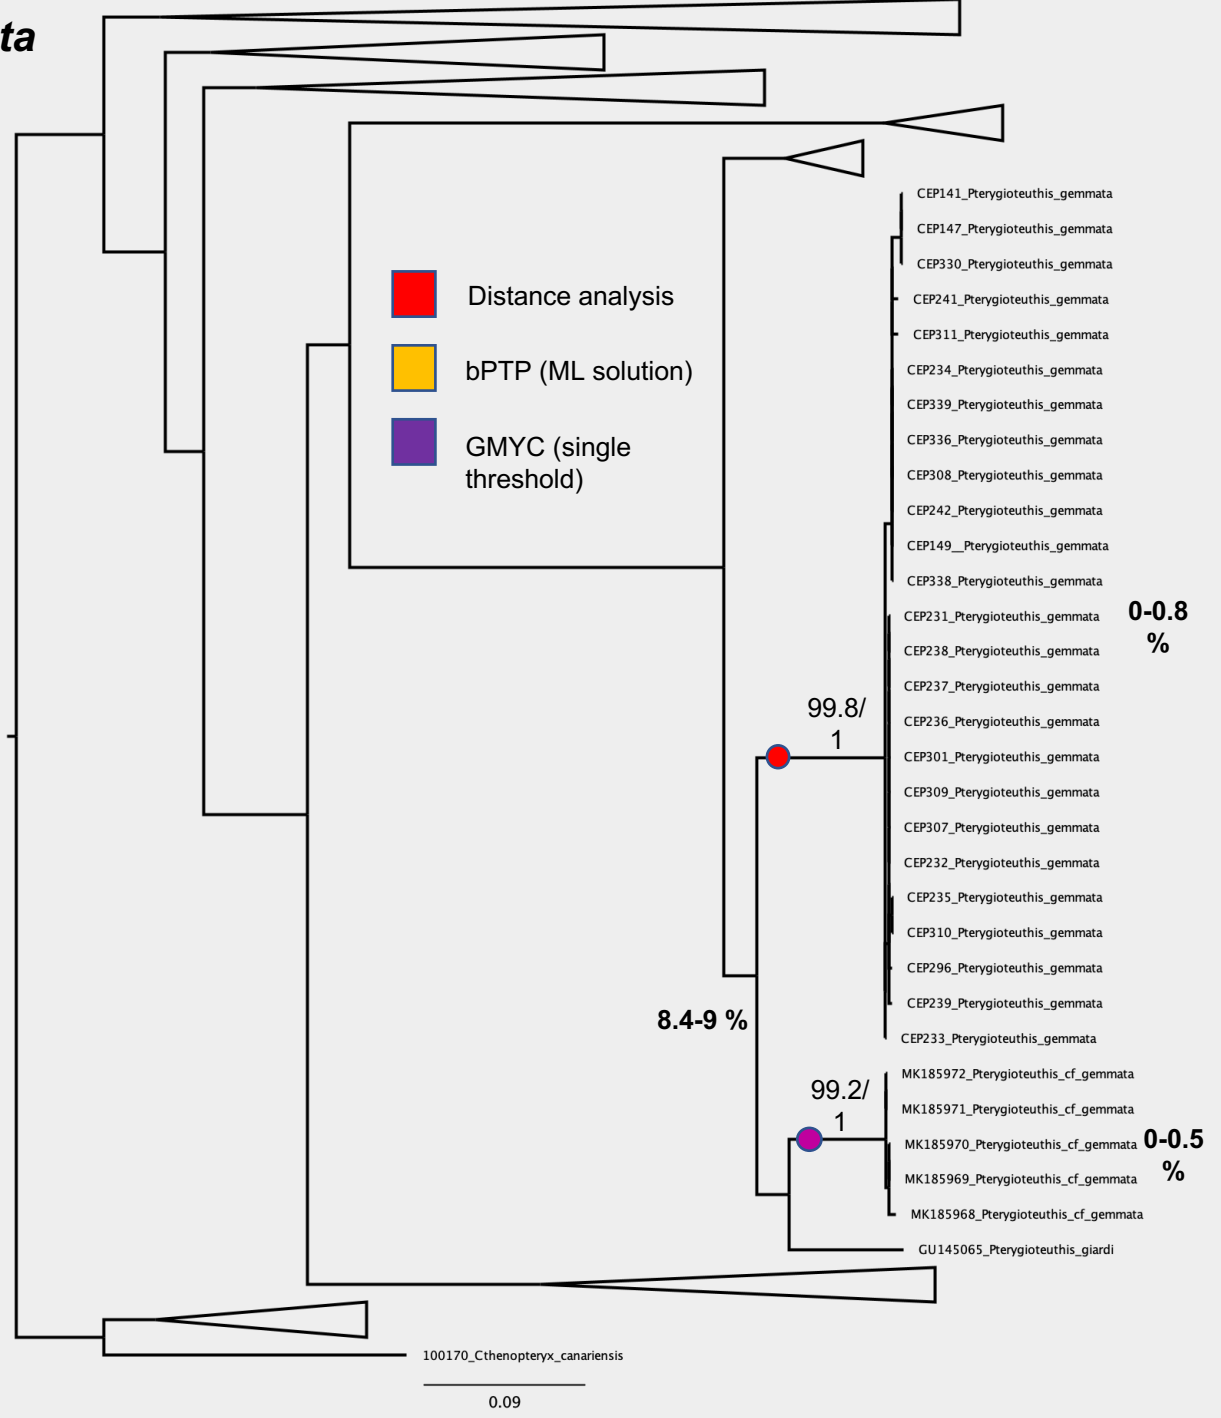 ta
CEP141_Pterygioteuthis_gemmata
CEP147_Pterygioteuthis_gemmata
CEP330_Pterygioteuthis_gemmata
CEP241_Pterygioteuthis_gemmata
CEP311_Pterygioteuthis_gemmata
CEP234_Pterygioteuthis_gemmata
CEP339_Pterygioteuthis_gemmata
CEP336_Pterygioteuthis_gemmata
CEP308_Pterygioteuthis_gemmata
CEP242_Pterygioteuthis_gemmata
CEP149__Pterygioteuthis_gemmata
CEP338_Pterygioteuthis_gemmata
CEP231_Pterygioteuthis_gemmata
CEP238_Pterygioteuthis_gemmata
CEP237_Pterygioteuthis_gemmata
CEP236_Pterygioteuthis_gemmata
CEP301_Pterygioteuthis_gemmata
CEP309_Pterygioteuthis_gemmata
CEP307_Pterygioteuthis_gemmata
CEP232_Pterygioteuthis_gemmata
CEP235_Pterygioteuthis_gemmata
CEP310_Pterygioteuthis_gemmata
CEP296_Pterygioteuthis_gemmata
CEP239_Pterygioteuthis_gemmata
CEP233_Pterygioteuthis_gemmata
MK185972_Pterygioteuthis_cf_gemmata
MK185971_Pterygioteuthis_cf_gemmata
MK185970_Pterygioteuthis_cf_gemmata
MK185969_Pterygioteuthis_cf_gemmata
MK185968_Pterygioteuthis_cf_gemmata
GU145065_Pterygioteuthis_giardi
Distance analysis
bPTP (ML solution)
GMYC (single
threshold)
0-0.8
%
99.8/
1
8.4-9 %
99.2/
1
0-0.5
%
100170_Cthenopteryx_canariensis
0.09